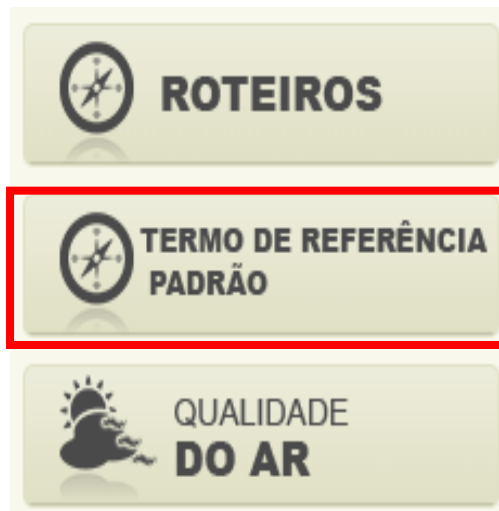 ROTEIROS
TERMO DE REFERÊNCIA
PADRÃO
QUALIDADE
DO AR